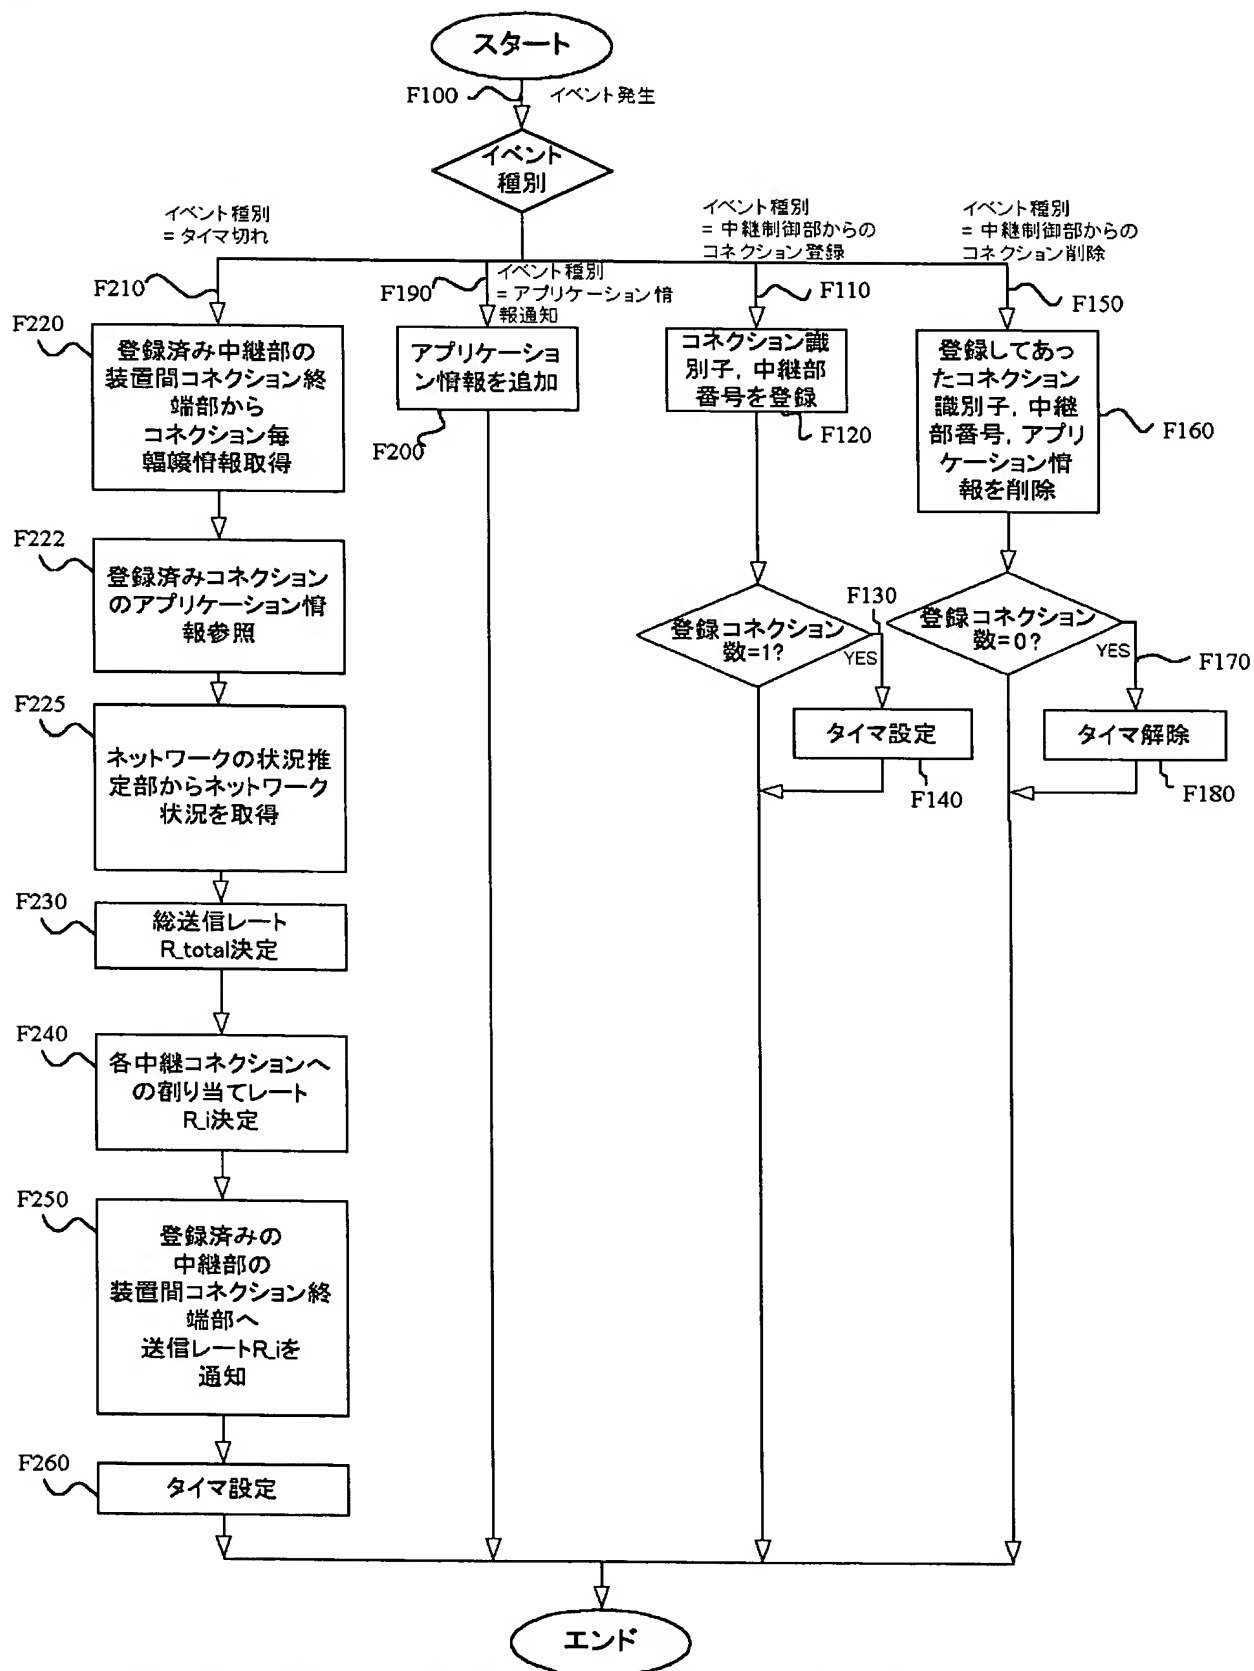 スタート
F100
イベント発生
イベント
種別
イベント種別
= タイマ切れ
イベント種別
= 中継制御部からの
コネクション登録
イベント種別
= 中継制御部からの
コネクション削除
F210
F190
イベント種別
= アプリケーション情
報通知
F110
F150
F220
登録済み中継部の
装置間コネクション終
端部から
コネクション毎
輻輳情報取得
アプリケーショ
ン情報を追加
F200
コネクション識
別子, 中継部
番号を登録
F120
登録してあっ
たコネクション
識別子, 中継
部番号, アプリ
ケーション情
報を削除
F160
F222
登録済みコネクション
のアプリケーション情
報参照
登録コネクション
数=1?
F130
YES
登録コネクション
数=0?
YES
F170
F225
ネットワークの状況推
定部からネットワーク
状況を取得
タイマ設定
F140
タイマ解除
F180
F230
総送信レート
R_total決定
F240
各中継コネクションへ
の割り当てレート
R_i決定
F250
登録済みの
中継部の
装置間コネクション終
端部へ
送信レートR_iを
通知
F260
タイマ設定
エンド